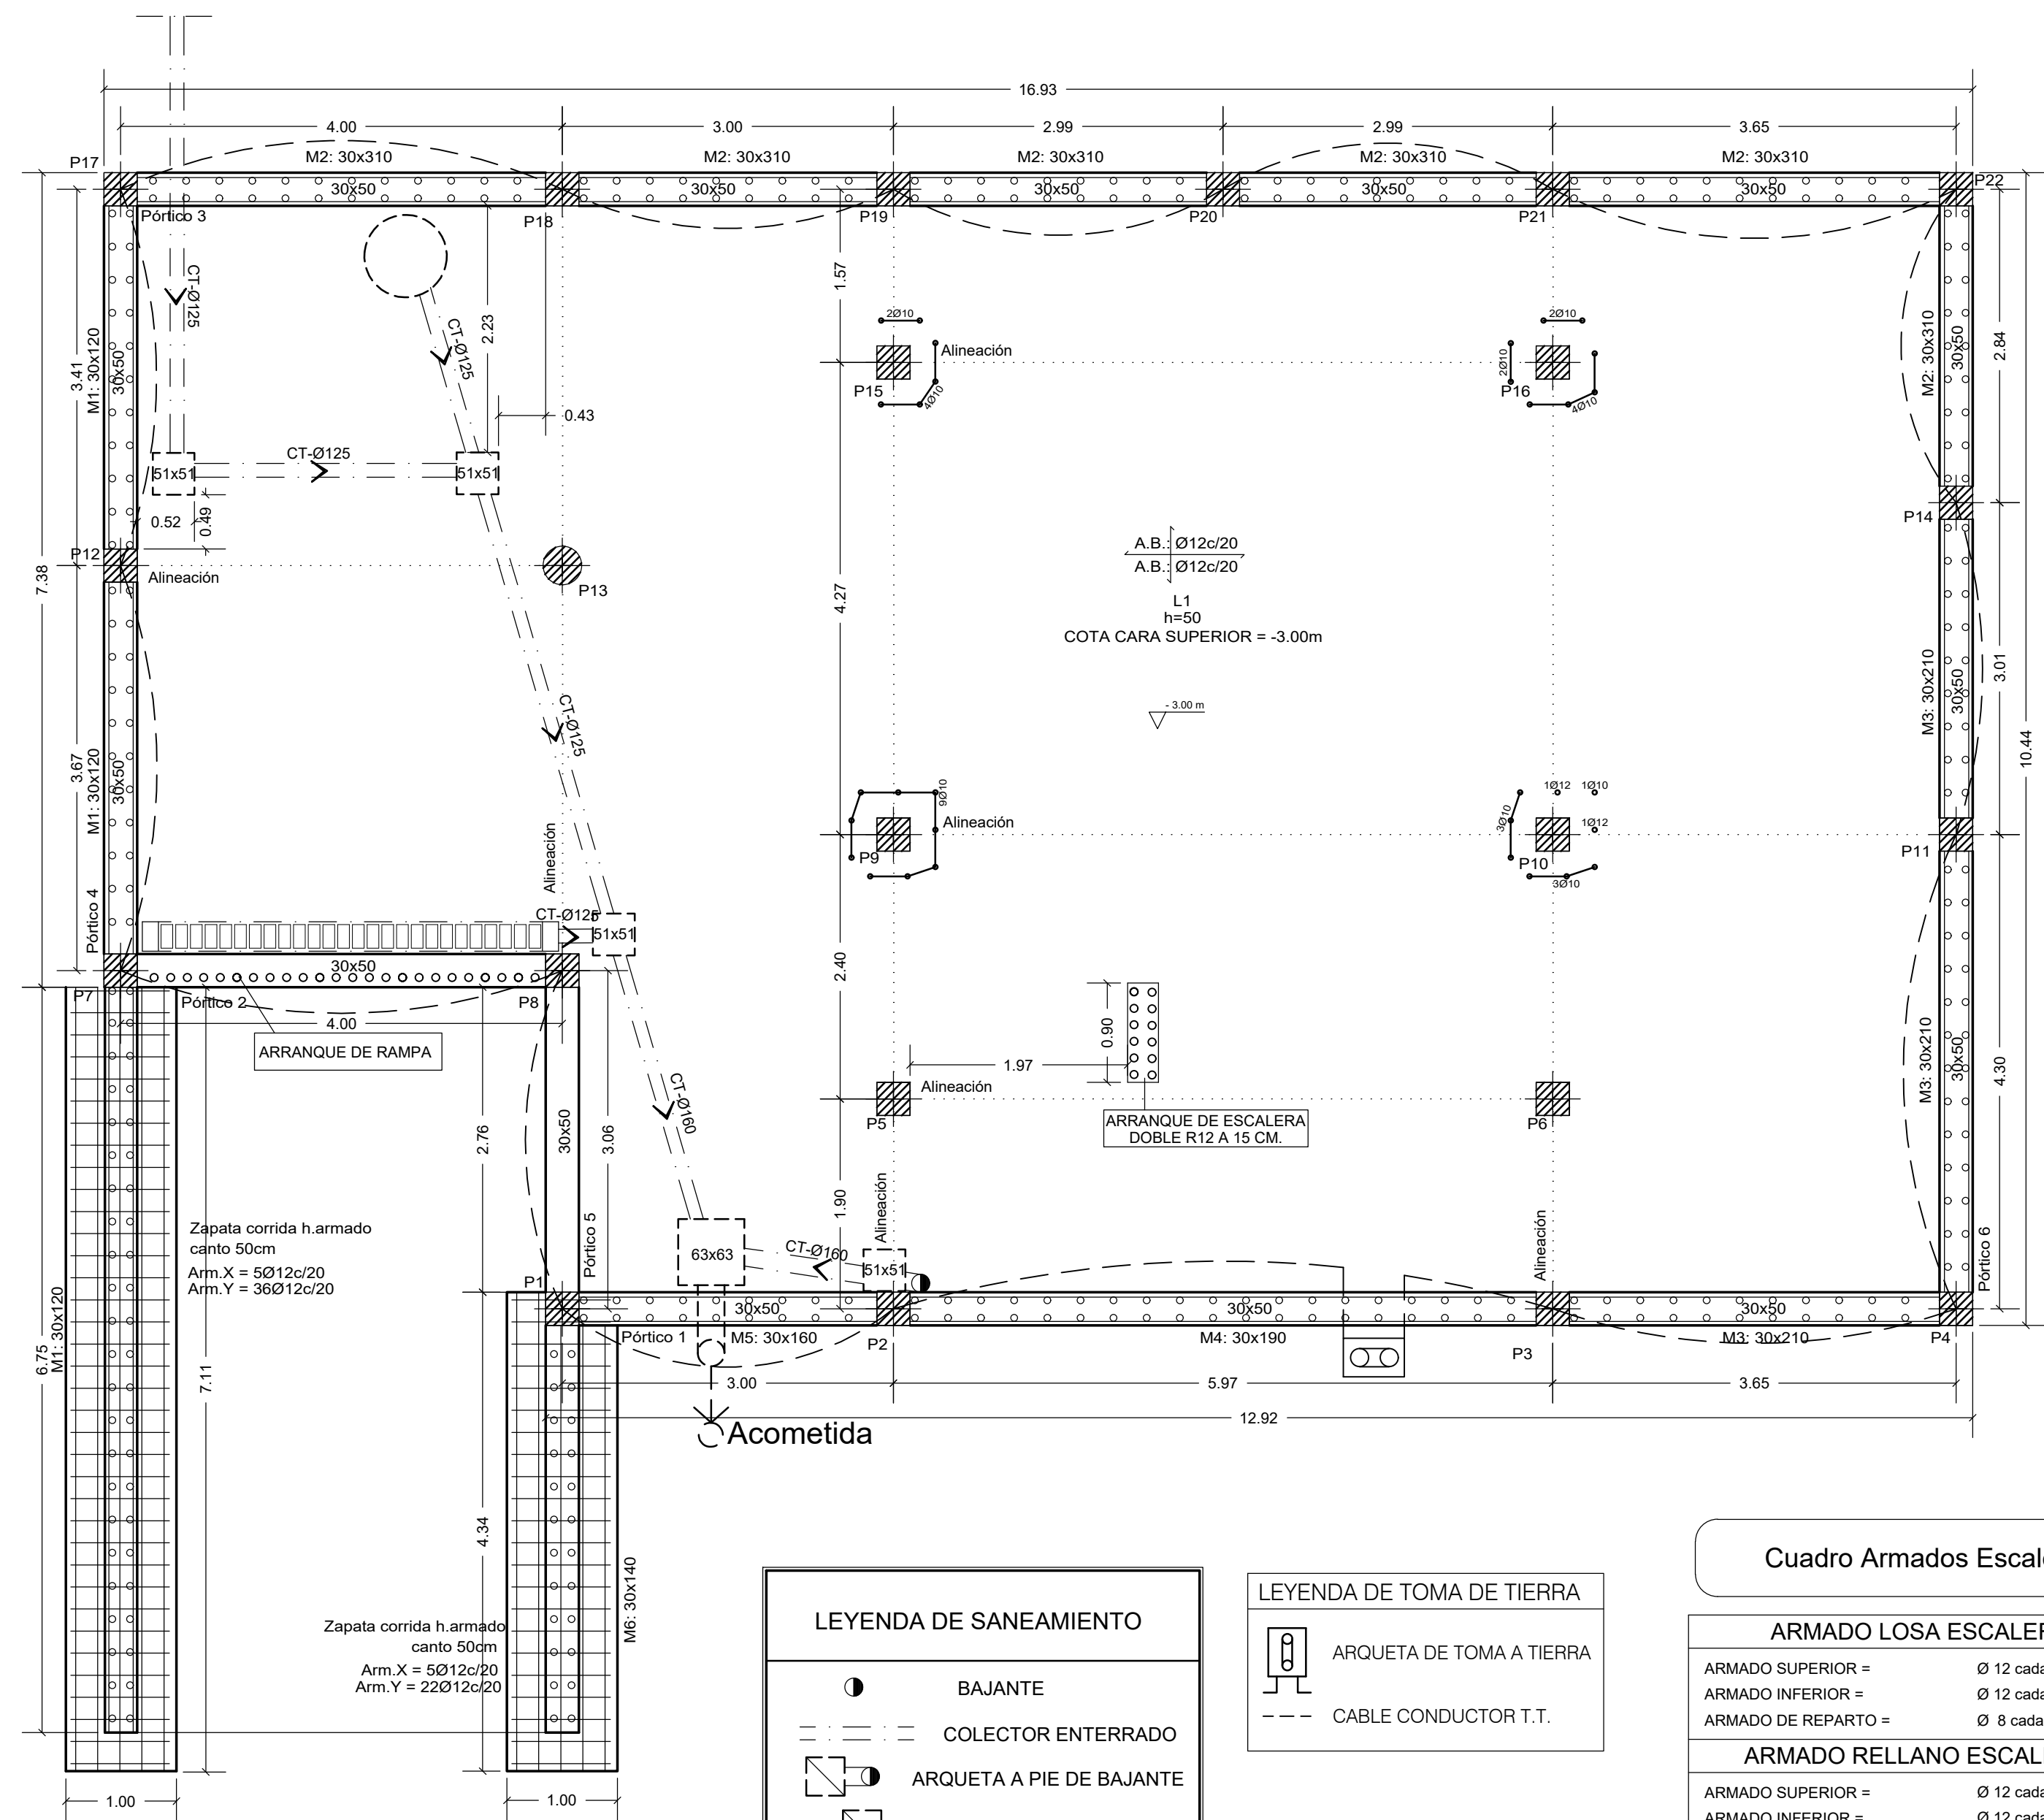 16.93
4.00
3.00
2.99
2.99
3.65
P17
M2: 30x310
M2: 30x310
M2: 30x310
M2: 30x310
M2: 30x310
30x50
30x50
30x50
30x50
30x50
P22
Pórtico 3
P18
P19
P20
P21
CT-Ø125
CT-Ø125
2.23
1.57
2Ø10
2Ø10
M1: 30x120
3.41
30x50
Alineación
P15
4Ø10
2Ø10
P16
4Ø10
M2: 30x310
30x50
2.84
0.43
CT-Ø125
51x51
51x51
0.52
0.49
P12
Alineación
P13
7.38
4.27
A.B.: Ø12c/20
A.B.: Ø12c/20
L1
h=50
COTA CARA SUPERIOR = -3.00m
- 3.00 m
P14
M3: 30x210
30x50
3.01
10.44
CT-Ø125
3.67
M1: 30x120
30x50
9Ø10
Alineación
P9
3Ø10
1Ø12
1Ø10
1Ø12
P10
3Ø10
P11
Alineación
Pórtico 4
CT-Ø125
51x51
30x50
P7
Pórtico 2
P8
4.00
ARRANQUE DE RAMPA
2.40
0.90
1.97
Alineación
P5
ARRANQUE DE ESCALERA
DOBLE R12 A 15 CM.
P6
M3: 30x210
30x50
4.30
CT-Ø160
2.76
30x50
3.06
1.90
Alineación
Alineación
Pórtico 5
Pórtico 6
Zapata corrida h.armado
canto 50cm
Arm.X = 5Ø12c/20
Arm.Y = 36Ø12c/20
63x63
CT-Ø160
51x51
P1
30x50
30x50
30x50
Pórtico 1
M5: 30x160
P2
M4: 30x190
P3
M3: 30x210
P4
6.75
M1: 30x120
7.11
3.00
5.97
3.65
12.92
Acometida
4.34
M6: 30x140
Zapata corrida h.armado
canto 50cm
Arm.X = 5Ø12c/20
Arm.Y = 22Ø12c/20
1.00
1.00
LEYENDA DE SANEAMIENTO
BAJANTE
COLECTOR ENTERRADO
ARQUETA A PIE DE BAJANTE
LEYENDA DE TOMA DE TIERRA
ARQUETA DE TOMA A TIERRA
CABLE CONDUCTOR T.T.
Cuadro Armados
ARMADO LOSA
ARMADO SUPERIOR = Ø 12
ARMADO INFERIOR = Ø 12
ARMADO DE REPARTO = Ø 8
ARMADO RELLANO
ARMADO SUPERIOR = Ø 12
ARMADO INFERIOR = Ø 12